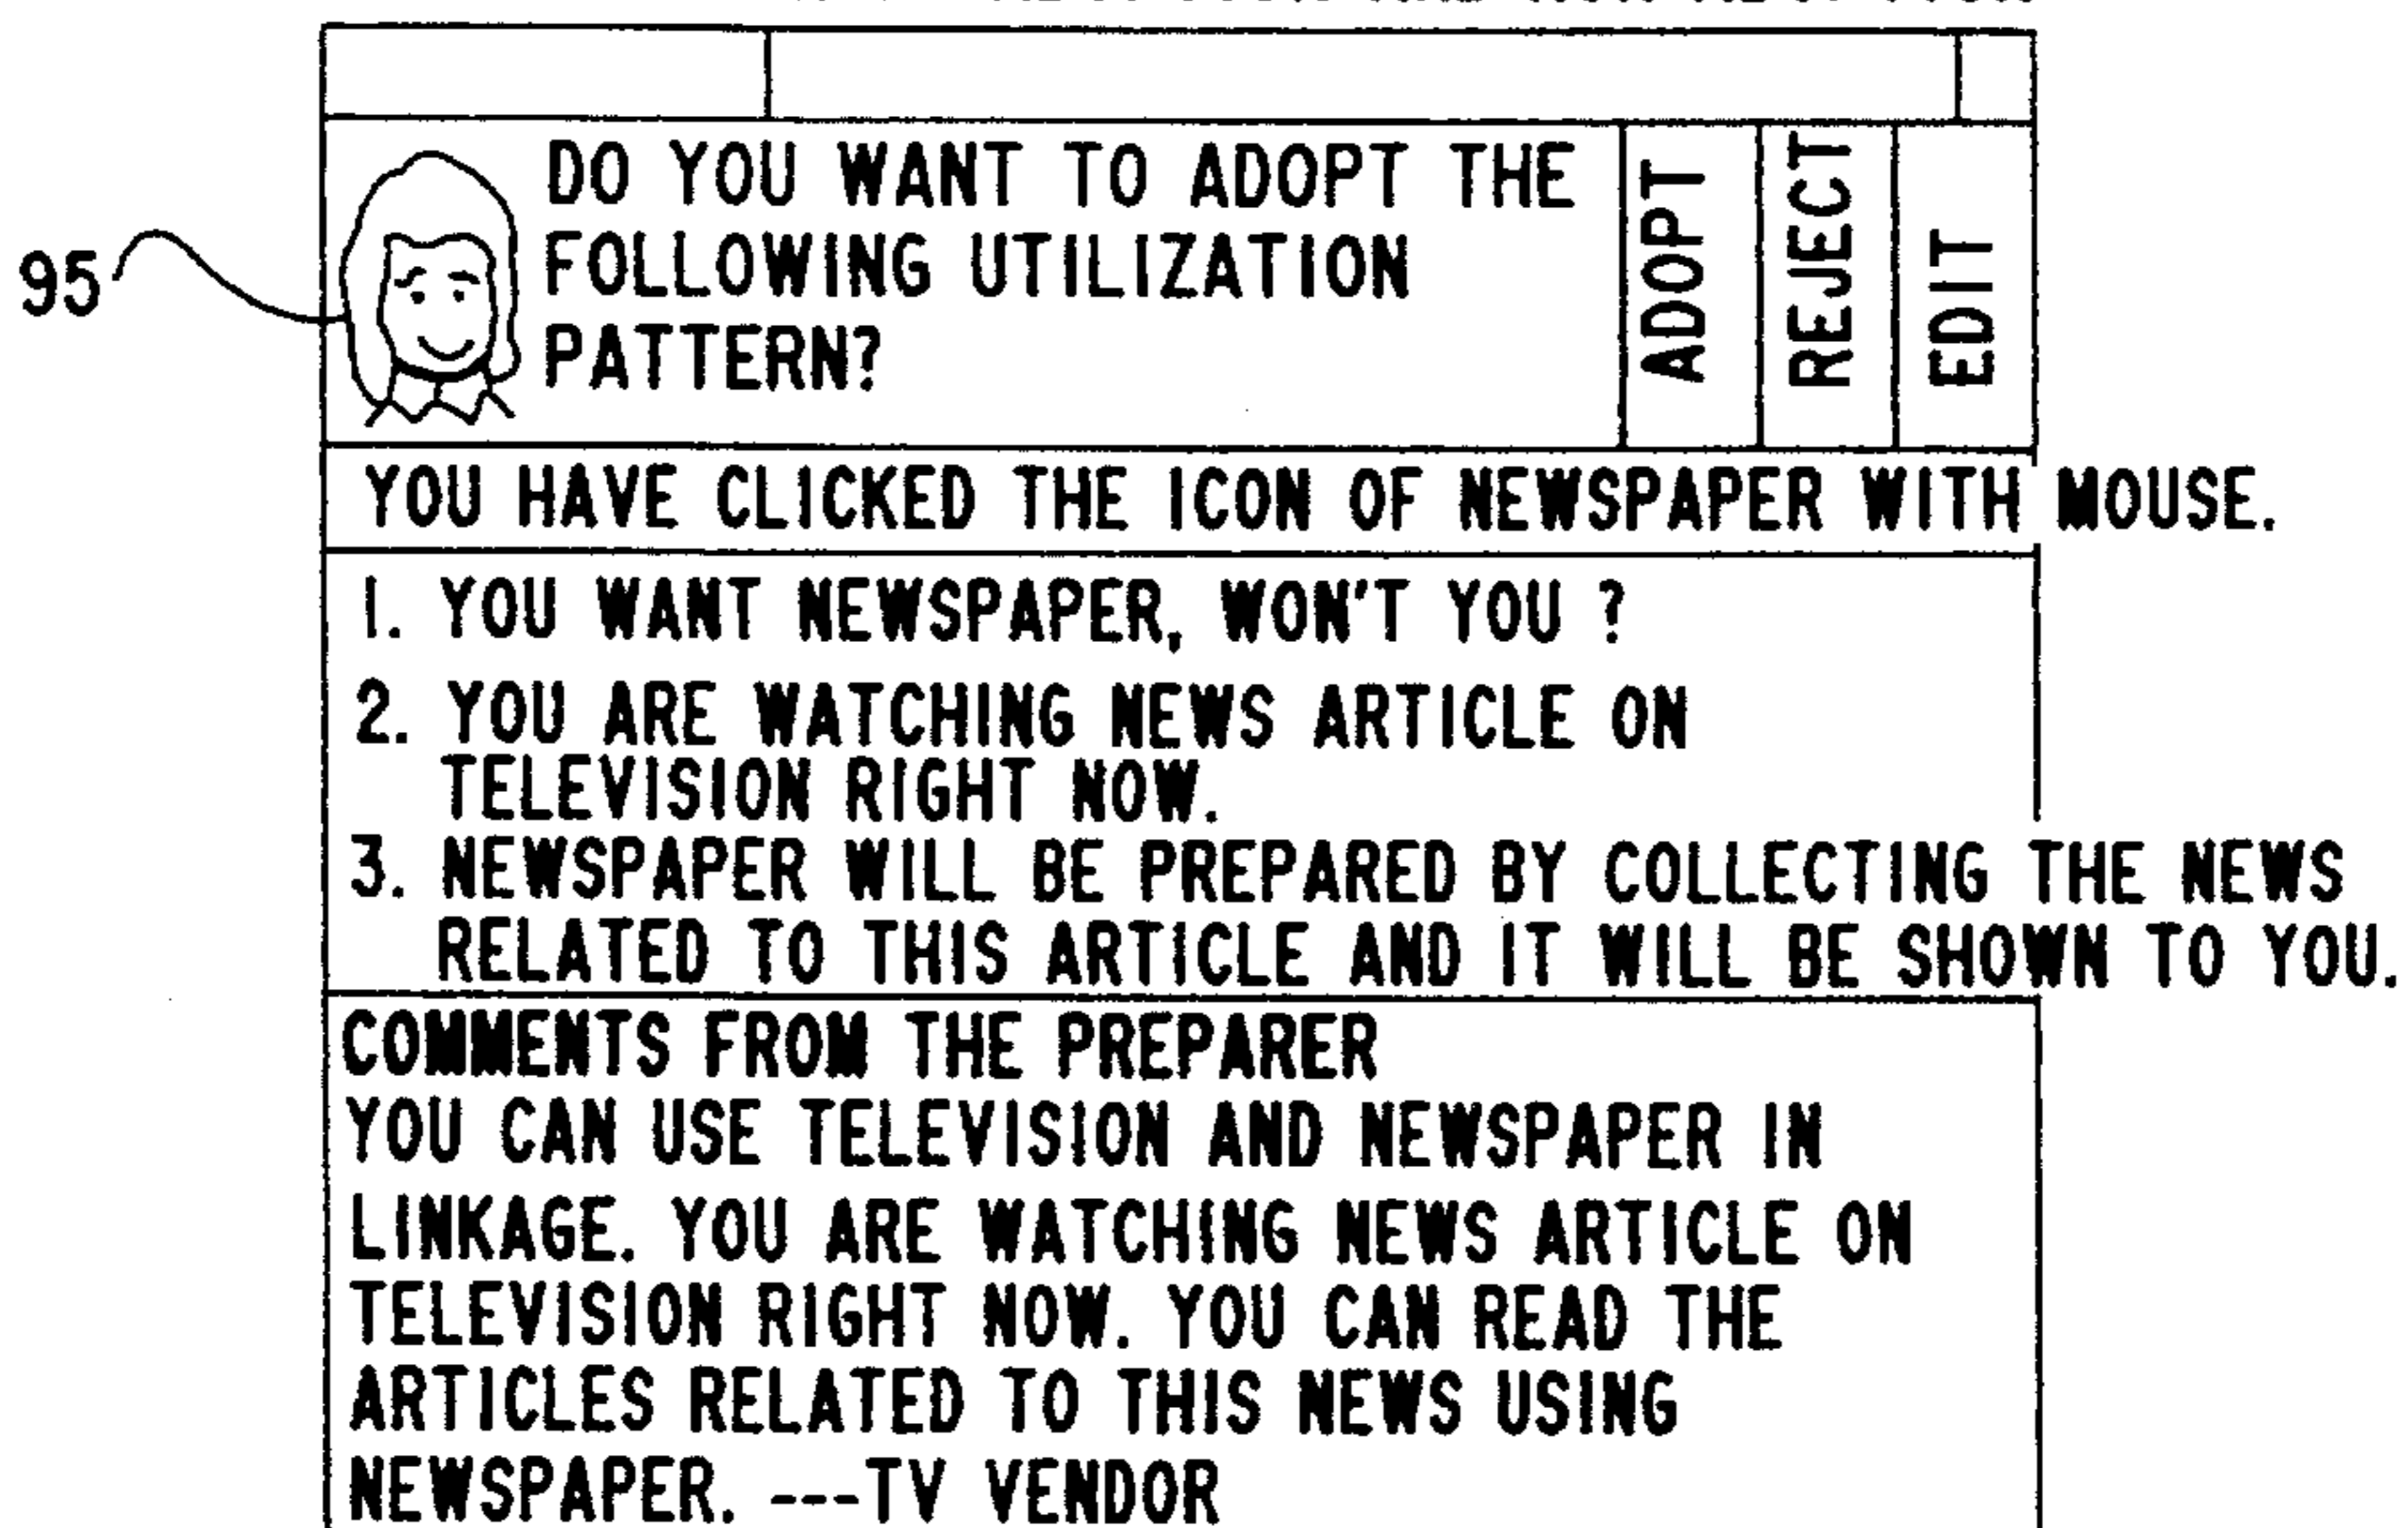 DO YOU WANT TO ADOPT THE
FOLLOWING UTILIZATION
PATTERN?
ADOPT
REJECT
EDIT
95
YOU HAVE CLICKED THE ICON OF NEWSPAPER WITH MOUSE.
1. YOU WANT NEWSPAPER, WON'T YOU ?
2. YOU ARE WATCHING NEWS ARTICLE ON
TELEVISION RIGHT NOW.
3. NEWSPAPER WILL BE PREPARED BY COLLECTING THE NEWS
RELATED TO THIS ARTICLE AND IT WILL BE SHOWN TO YOU.
COMMENTS FROM THE PREPARER
YOU CAN USE TELEVISION AND NEWSPAPER IN
LINKAGE. YOU ARE WATCHING NEWS ARTICLE ON
TELEVISION RIGHT NOW. YOU CAN READ THE
ARTICLES RELATED TO THIS NEWS USING
NEWSPAPER. ---TV VENDOR